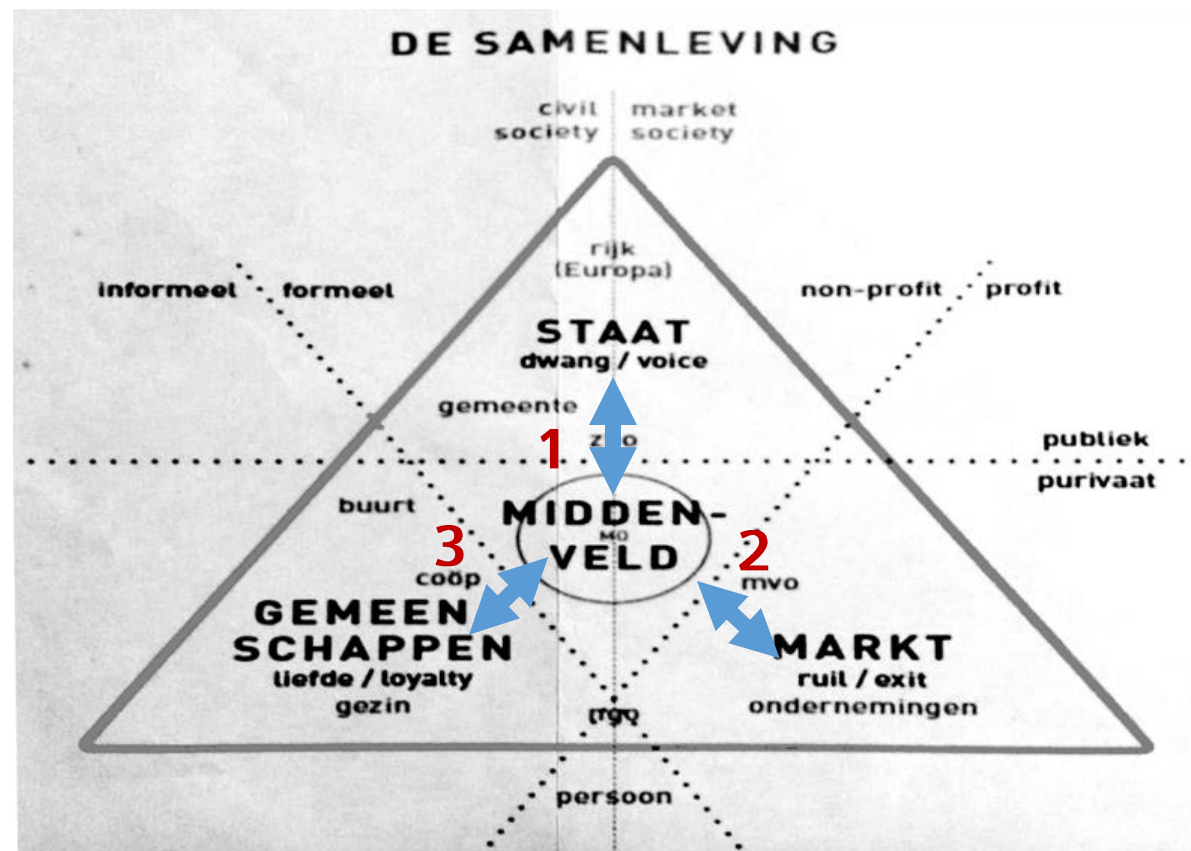 DE SAMENLEVING
civil market
society society
rijk
(Europa)
informeel formeel
non-profit profit
STAAT
dwang / voice
gemeente
1
publiek
purivaat
buurt
MIDDEN-
MO
VELD
3
2
coöp
mvo
GEMEEN
SCHAPPEN
liefde / loyalty
gezin
MARKT
ruil / exit
ondernemingen
persoon